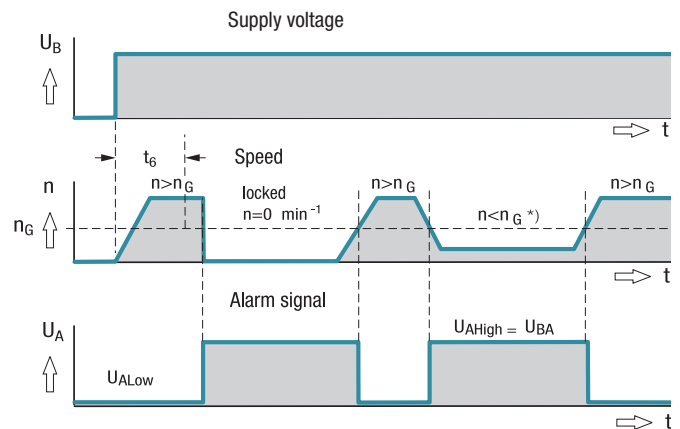 Supply voltage
U_B
t
t_6
Speed
n
n>n_G
locked
n=0 min⁻¹
n>n_G
n<n_G *)
n>n_G
n_G
t
Alarm signal
U_A
U_ALow
U_AHigh = U_BA
t